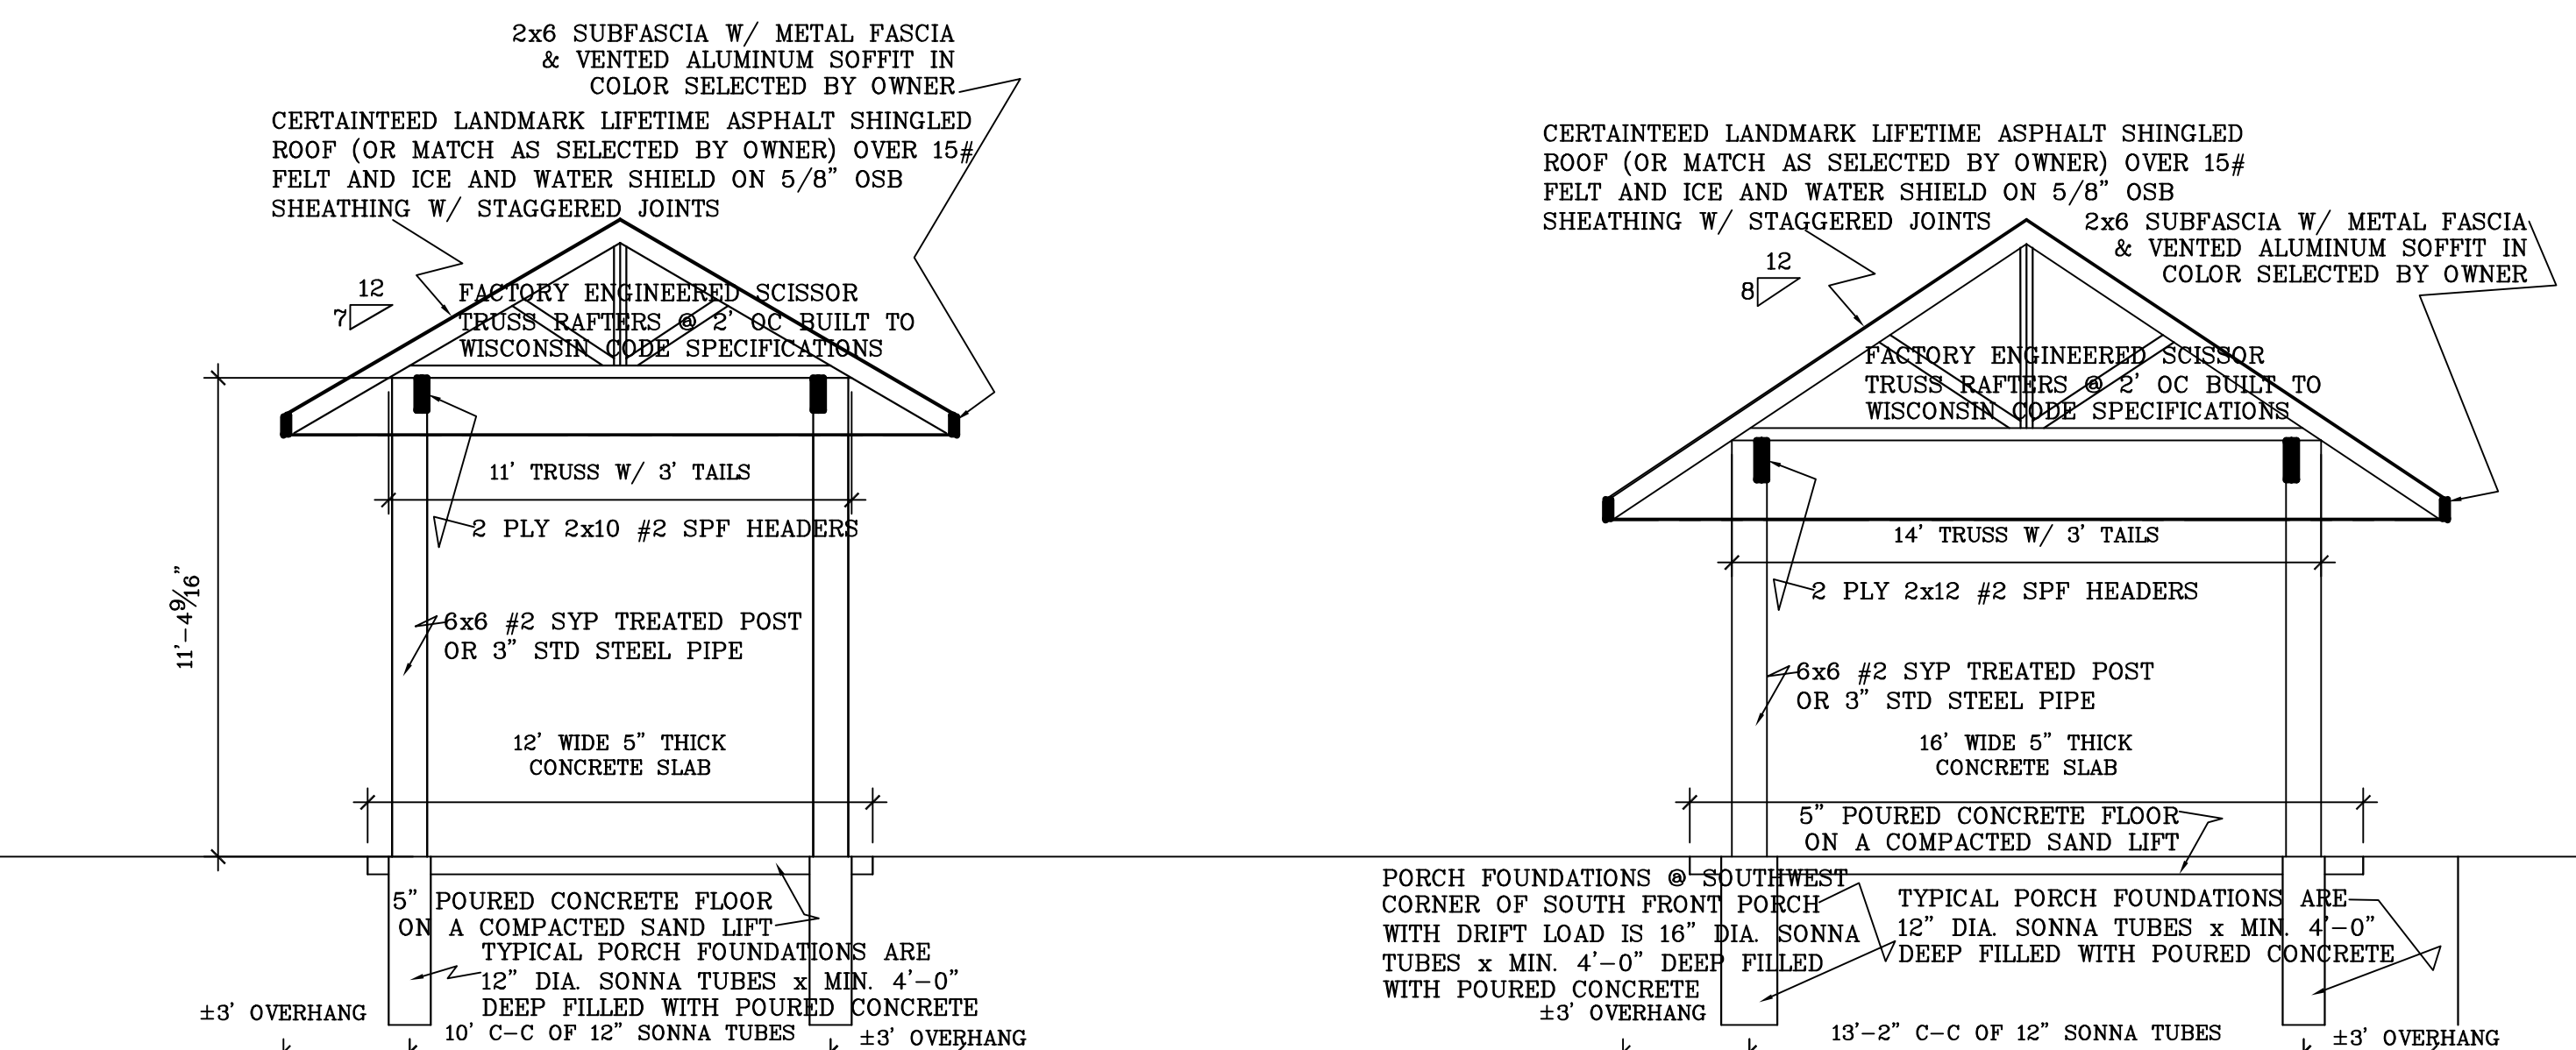 2x6 SUBFASCIA W/ METAL FASCIA
& VENTED ALUMINUM SOFFIT IN
COLOR SELECTED BY OWNER
CERTAINTEED LANDMARK LIFETIME ASPHALT SHINGLED
ROOF (OR MATCH AS SELECTED BY OWNER) OVER 15#
FELT AND ICE AND WATER SHIELD ON 5/8" OSB
SHEATHING W/ STAGGERED JOINTS
12
7
FACTORY ENGINEERED SCISSOR
TRUSS RAFTERS @ 2' OC BUILT TO
WISCONSIN CODE SPECIFICATIONS
11' TRUSS W/ 3' TAILS
2 PLY 2x10 #2 SPF HEADERS
11'-4 9/16"
6x6 #2 SYP TREATED POST
OR 3" STD STEEL PIPE
12' WIDE 5" THICK
CONCRETE SLAB
5" POURED CONCRETE FLOOR
ON A COMPACTED SAND LIFT
TYPICAL PORCH FOUNDATIONS ARE
12" DIA. SONNA TUBES x MIN. 4'-0"
DEEP FILLED WITH POURED CONCRETE
±3' OVERHANG
10' C-C OF 12" SONNA TUBES
±3' OVERHANG
CERTAINTEED LANDMARK LIFETIME ASPHALT SHINGLED
ROOF (OR MATCH AS SELECTED BY OWNER) OVER 15#
FELT AND ICE AND WATER SHIELD ON 5/8" OSB
SHEATHING W/ STAGGERED JOINTS
2x6 SUBFASCIA W/ METAL FASCIA
& VENTED ALUMINUM SOFFIT IN
COLOR SELECTED BY OWNER
12
8
FACTORY ENGINEERED SCISSOR
TRUSS RAFTERS @ 2' OC BUILT TO
WISCONSIN CODE SPECIFICATIONS
14' TRUSS W/ 3' TAILS
2 PLY 2x12 #2 SPF HEADERS
6x6 #2 SYP TREATED POST
OR 3" STD STEEL PIPE
16' WIDE 5" THICK
CONCRETE SLAB
5" POURED CONCRETE FLOOR
ON A COMPACTED SAND LIFT
PORCH FOUNDATIONS @ SOUTHWEST
CORNER OF SOUTH FRONT PORCH
WITH DRIFT LOAD IS 16" DIA. SONNA
TUBES x MIN. 4'-0" DEEP FILLED
WITH POURED CONCRETE
TYPICAL PORCH FOUNDATIONS ARE
12" DIA. SONNA TUBES x MIN. 4'-0"
DEEP FILLED WITH POURED CONCRETE
±3' OVERHANG
13'-2" C-C OF 12" SONNA TUBES
±3' OVERHANG